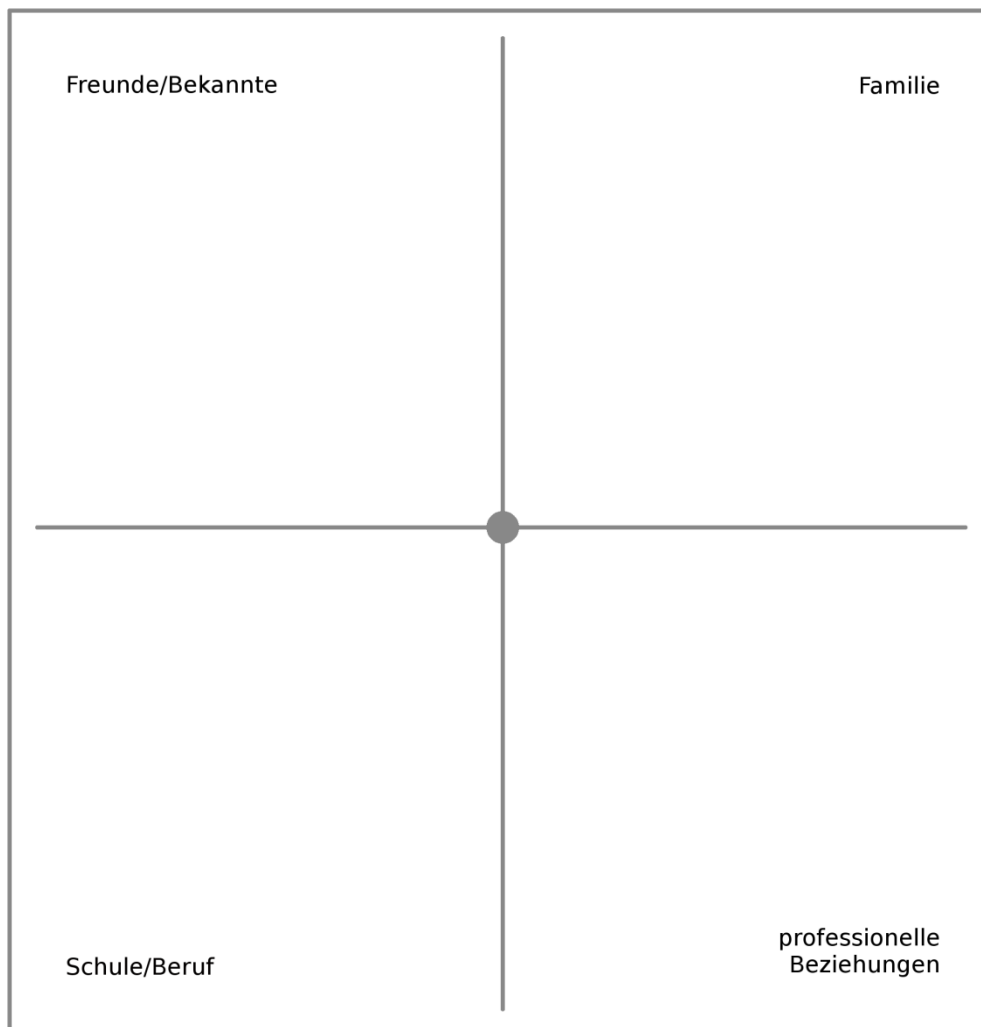 Freunde/Bekannte
Familie
Schule/Beruf
professionelle
Beziehungen